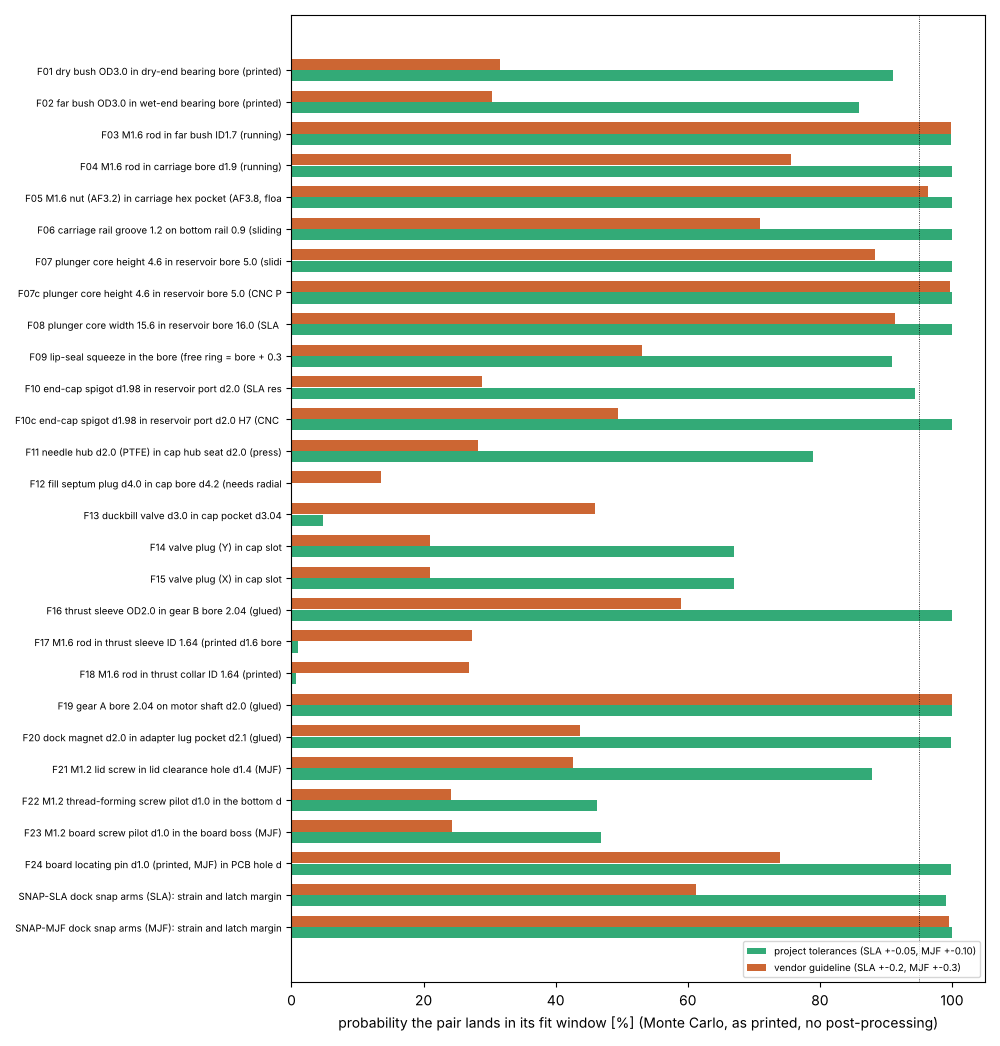 F01 dry bush OD3.0 in dry-end bearing bore (printed)
F02 far bush OD3.0 in wet-end bearing bore (printed)
F03 M1.6 rod in far bush ID1.7 (running)
F04 M1.6 rod in carriage bore d1.9 (running)
F05 M1.6 nut (AF3.2) in carriage hex pocket (AF3.8, floa
F06 carriage rail groove 1.2 on bottom rail 0.9 (sliding
F07 plunger core height 4.6 in reservoir bore 5.0 (slidi
F07c plunger core height 4.6 in reservoir bore 5.0 (CNC P
F08 plunger core width 15.6 in reservoir bore 16.0 (SLA
F09 lip-seal squeeze in the bore (free ring = bore + 0.3
F10 end-cap spigot d1.98 in reservoir port d2.0 (SLA res
F10c end-cap spigot d1.98 in reservoir port d2.0 H7 (CNC
F11 needle hub d2.0 (PTFE) in cap hub seat d2.0 (press)
F12 fill septum plug d4.0 in cap bore d4.2 (needs radial
F13 duckbill valve d3.0 in cap pocket d3.04
F14 valve plug (Y) in cap slot
F15 valve plug (X) in cap slot
F16 thrust sleeve OD2.0 in gear B bore 2.04 (glued)
F17 M1.6 rod in thrust sleeve ID 1.64 (printed d1.6 bore
F18 M1.6 rod in thrust collar ID 1.64 (printed)
F19 gear A bore 2.04 on motor shaft d2.0 (glued)
F20 dock magnet d2.0 in adapter lug pocket d2.1 (glued)
F21 M1.2 lid screw in lid clearance hole d1.4 (MJF)
F22 M1.2 thread-forming screw pilot d1.0 in the bottom d
F23 M1.2 board screw pilot d1.0 in the board boss (MJF)
F24 board locating pin d1.0 (printed, MJF) in PCB hole d
SNAP-SLA dock snap arms (SLA): strain and latch margin
SNAP-MJF dock snap arms (MJF): strain and latch margin
project tolerances (SLA +-0.05, MJF +-0.10)
vendor guideline (SLA +-0.2, MJF +-0.3)
0 20 40 60 80 100
probability the pair lands in its fit window [%] (Monte Carlo, as printed, no post-processing)